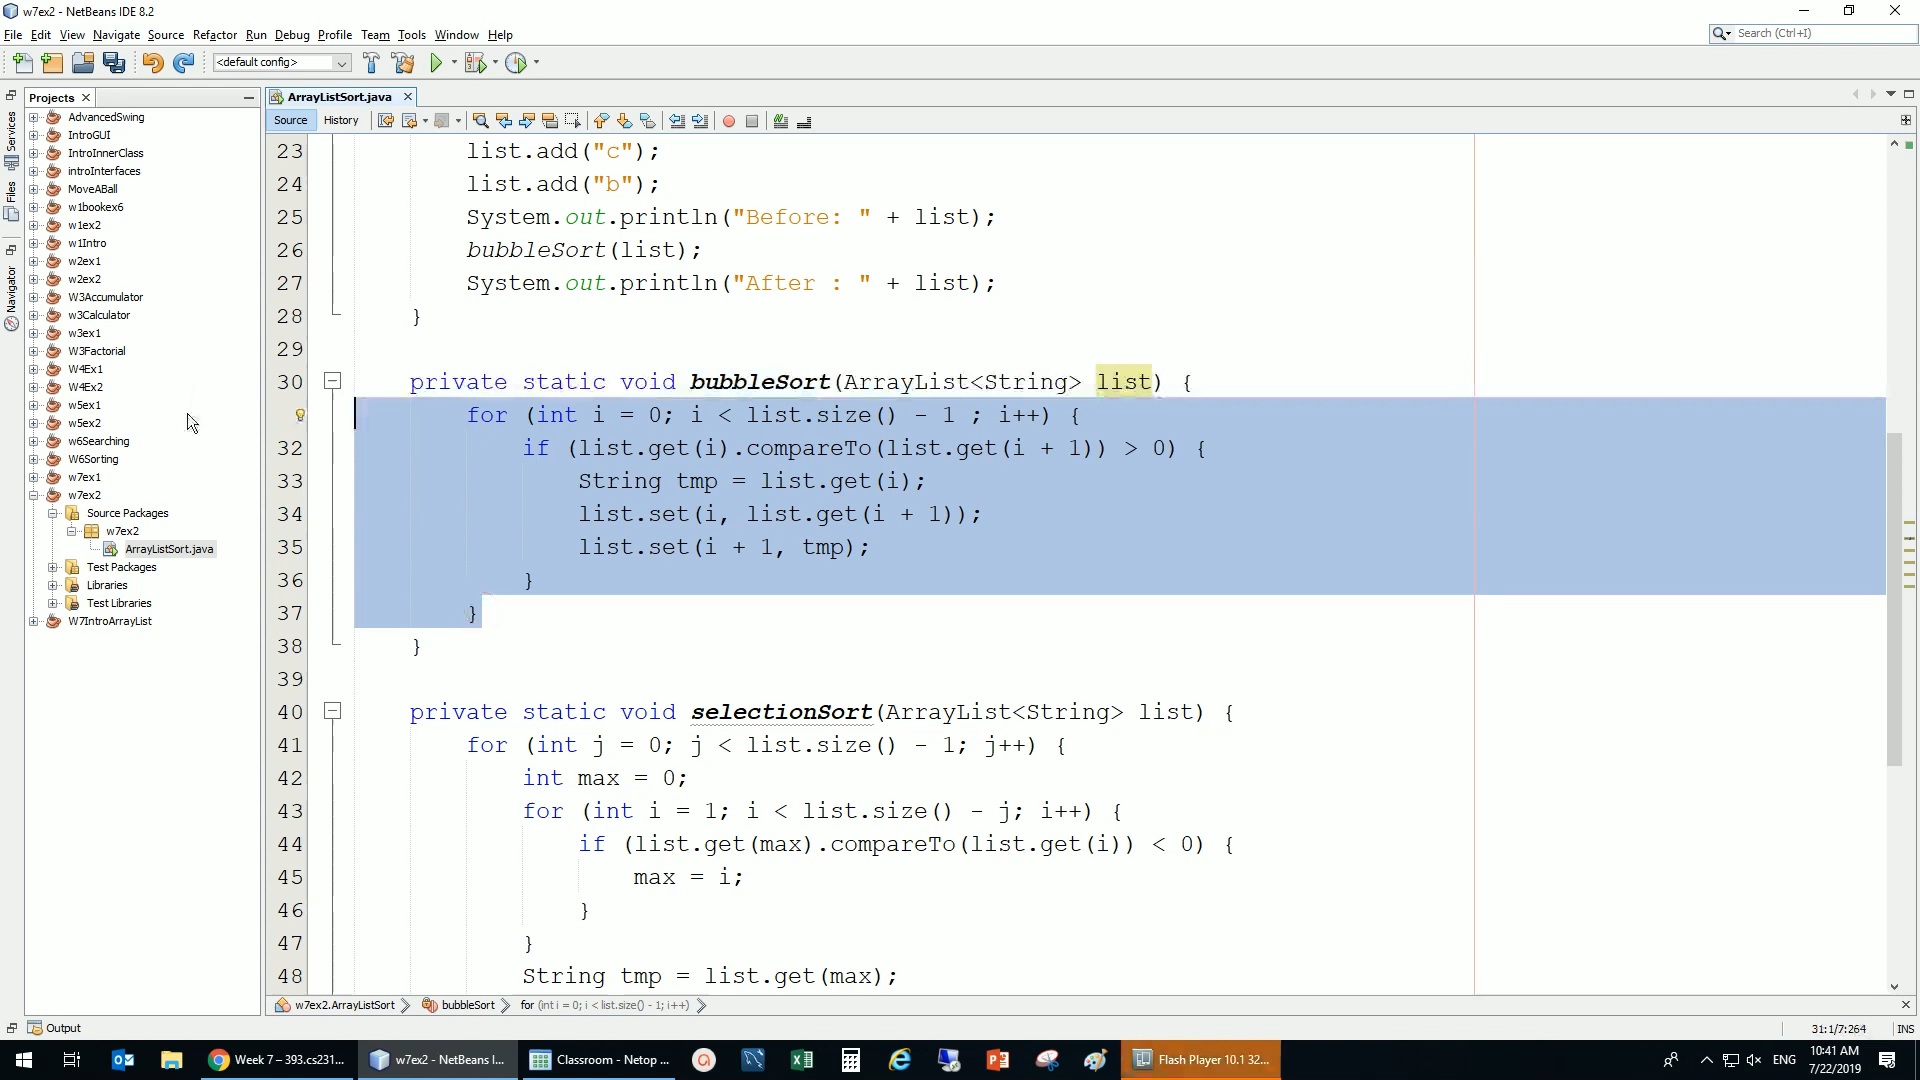 w7ex2 - NetBeans IDE 8.2
File Edit View Navigate Source Refactor Run Debug Profile Team Tools Window Help
Search (Ctrl+I)
<default config>
Projects
ArrayListSort.java
Source History
Services
Files
Navigator
AdvancedSwing
IntroGUI
IntroInnerClass
introInterfaces
MoveABall
w1bookex6
w1ex2
w1Intro
w2ex1
w2ex2
W3Accumulator
w3Calculator
w3ex1
W3Factorial
W4Ex1
W4Ex2
w5ex1
w5ex2
w6Searching
W6Sorting
w7ex1
w7ex2
Source Packages
w7ex2
ArrayListSort.java
Test Packages
Libraries
Test Libraries
W7IntroArrayList
23 list.add("c");
24 list.add("b");
25 System.out.println("Before: " + list);
26 bubbleSort(list);
27 System.out.println("After : " + list);
28 }
29
30 private static void bubbleSort(ArrayList<String> list) {
for (int i = 0; i < list.size() - 1 ; i++) {
32 if (list.get(i).compareTo(list.get(i + 1)) > 0) {
33 String tmp = list.get(i);
34 list.set(i, list.get(i + 1));
35 list.set(i + 1, tmp);
36 }
37 }
38 }
39
40 private static void selectionSort(ArrayList<String> list) {
41 for (int j = 0; j < list.size() - 1; j++) {
42 int max = 0;
43 for (int i = 1; i < list.size() - j; i++) {
44 if (list.get(max).compareTo(list.get(i)) < 0) {
45 max = i;
46 }
47 }
48 String tmp = list.get(max);
w7ex2.ArrayListSort bubbleSort for (int i = 0; i < list.size() - 1; i++)
Output
31:1/7:264 INS
Week 7 – 393.cs231... w7ex2 - NetBeans I... Classroom - Netop ... Flash Player 10.1 32... ENG 10:41 AM
7/22/2019